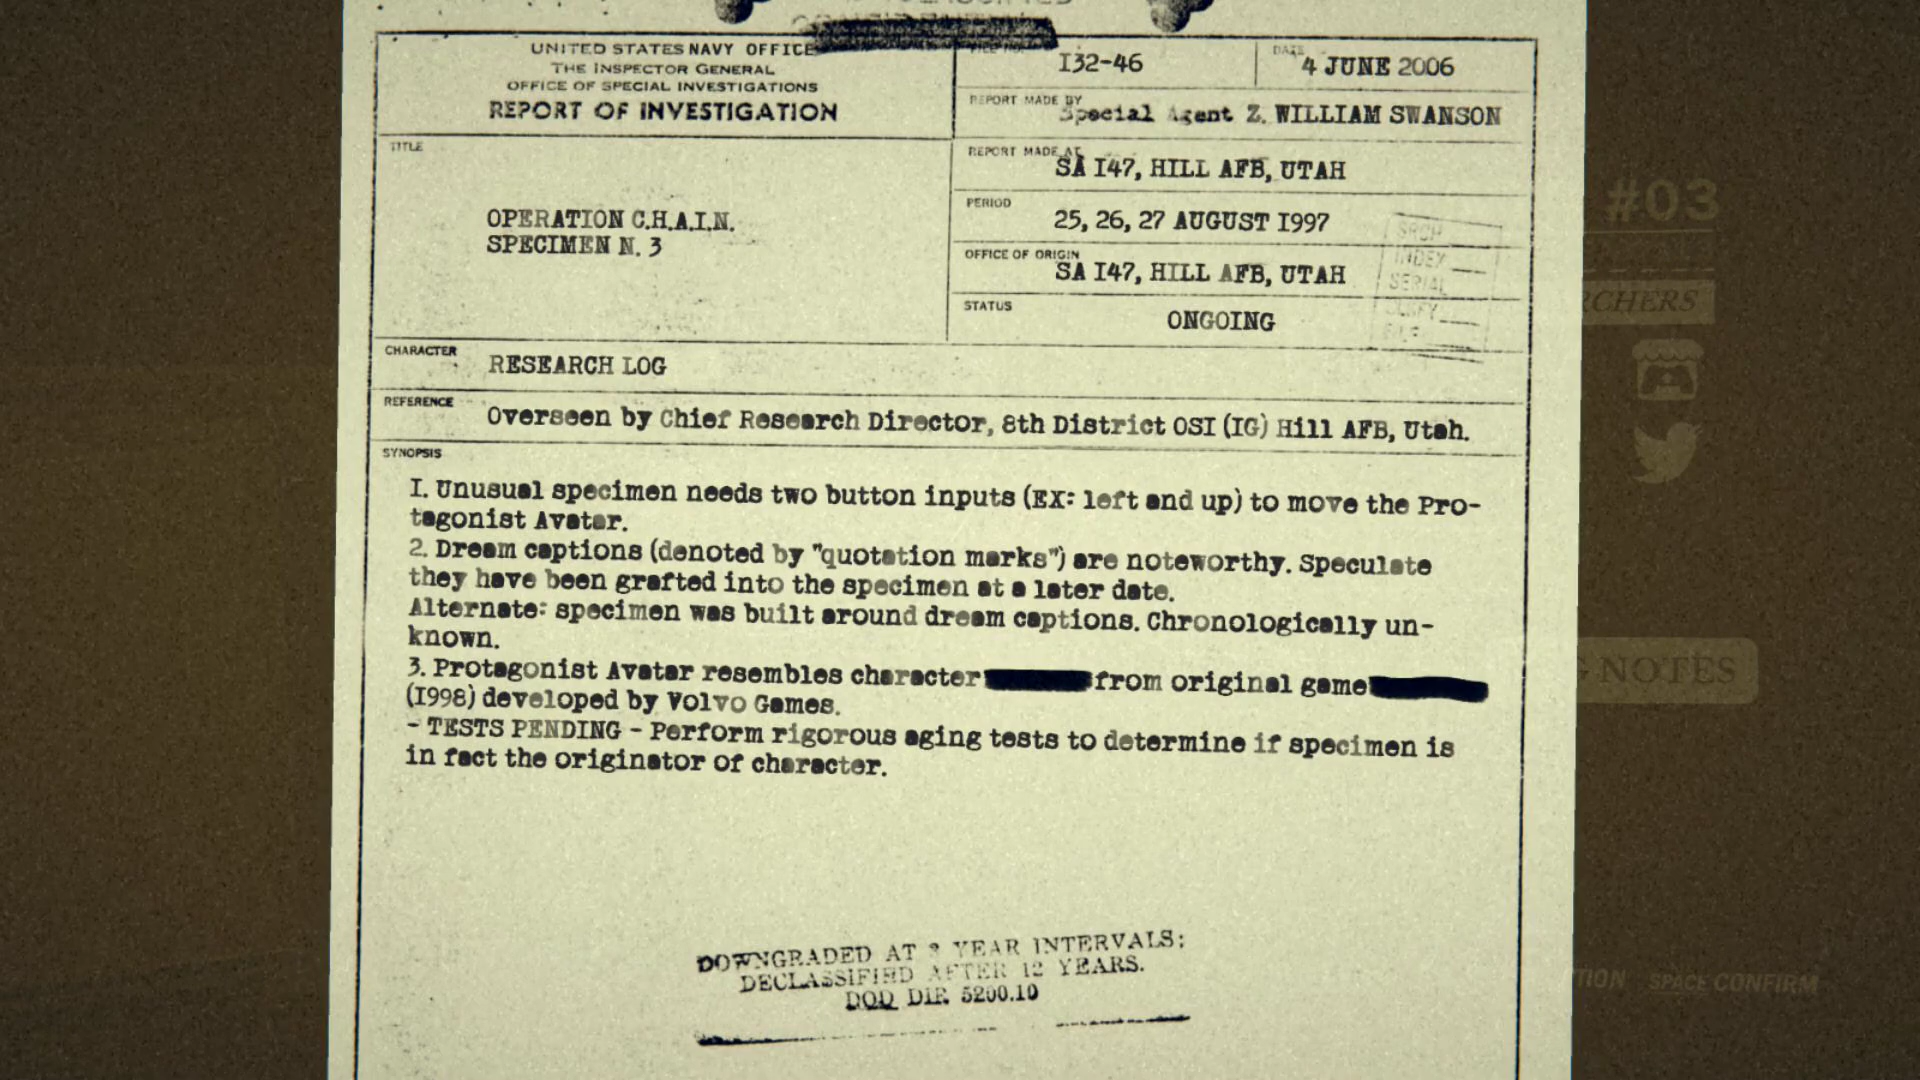 UNITED STATES NAVY OFFICE
THE INSPECTOR GENERAL
OFFICE OF SPECIAL INVESTIGATIONS
REPORT OF INVESTIGATION
I32-46
DATE
4 JUNE 2006
REPORT MADE BY
Special Agent Z. WILLIAM SWANSON
TITLE
OPERATION C.H.A.I.N.
SPECIMEN N. 3
REPORT MADE AT
SA I47, HILL AFB, UTAH
PERIOD
25, 26, 27 AUGUST I997
OFFICE OF ORIGIN
SA I47, HILL AFB, UTAH
STATUS
ONGOING
INDEX
SERIAL
CHARACTER
RESEARCH LOG
REFERENCE
Overseen by Chief Research Director, 8th District OSI (IG) Hill AFB, Utah.
SYNOPSIS
I. Unusual specimen needs two button inputs (EX: left and up) to move the Pro-
tagonist Avatar.
2. Dream captions (denoted by "quotation marks") are noteworthy. Speculate
they have been grafted into the specimen at a later date.
Alternate: specimen was built around dream captions. Chronologically un-
known.
3. Protagonist Avatar resembles character from original game
(I998) developed by Volvo Games.
- TESTS PENDING - Perform rigorous aging tests to determine if specimen is
in fact the originator of character.
DOWNGRADED AT YEAR INTERVALS;
DECLASSIFIED AFTER 12 YEARS.
DOD DIR 5200.10
#03
NOTES
SPACE CONFIRM